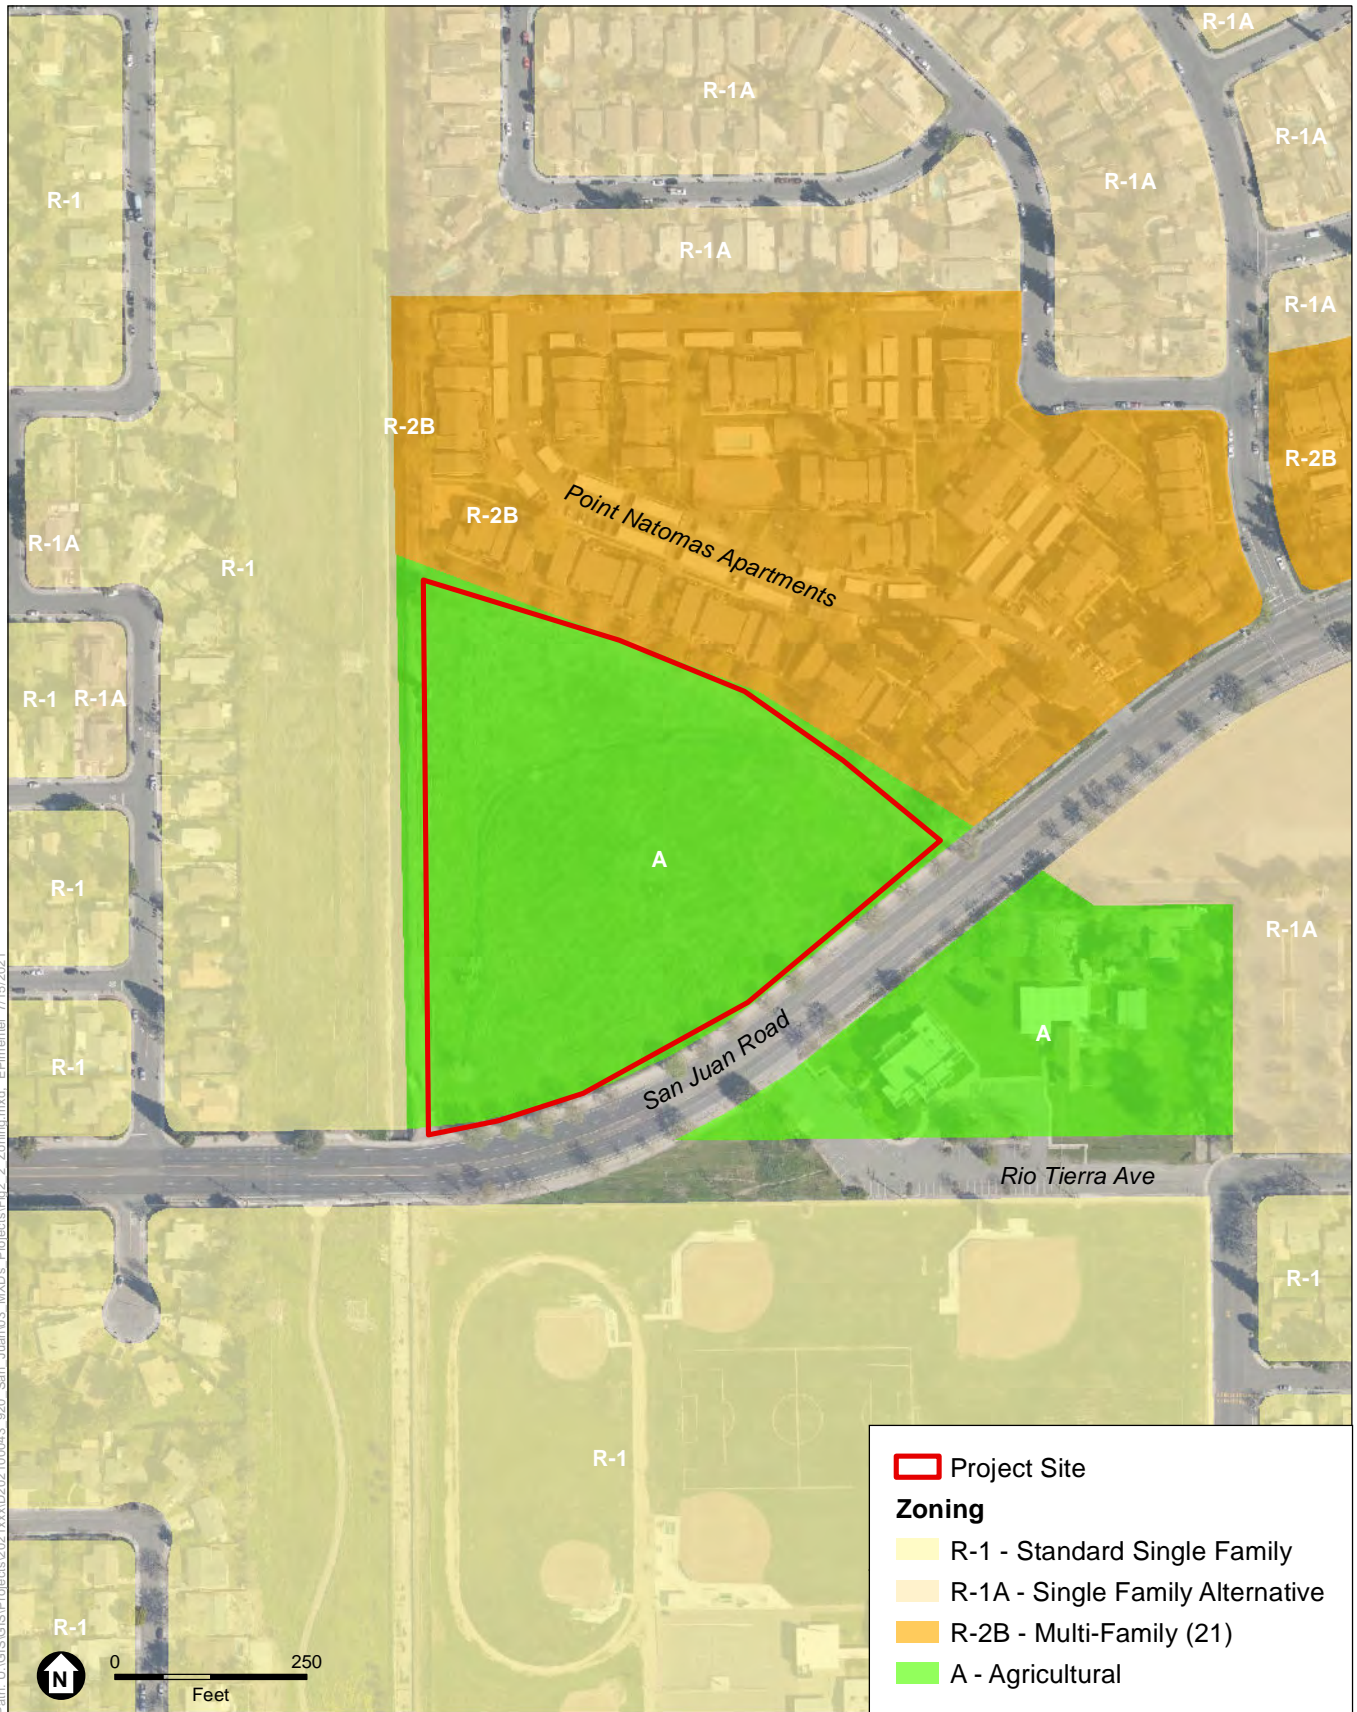 R-1A
R-1A
R-1A
R-1A
R-1
R-1A
R-1A
R-2B
R-2B
R-2B
Point Natomas Apartments
R-1A
R-1
R-1
R-1A
A
R-1
R-1A
San Juan Road
A
R-1
Rio Tierra Ave
R-1
R-1
R-1
Project Site
Zoning
R-1 - Standard Single Family
R-1A - Single Family Alternative
R-2B - Multi-Family (21)
A - Agricultural
N
0 250
Feet